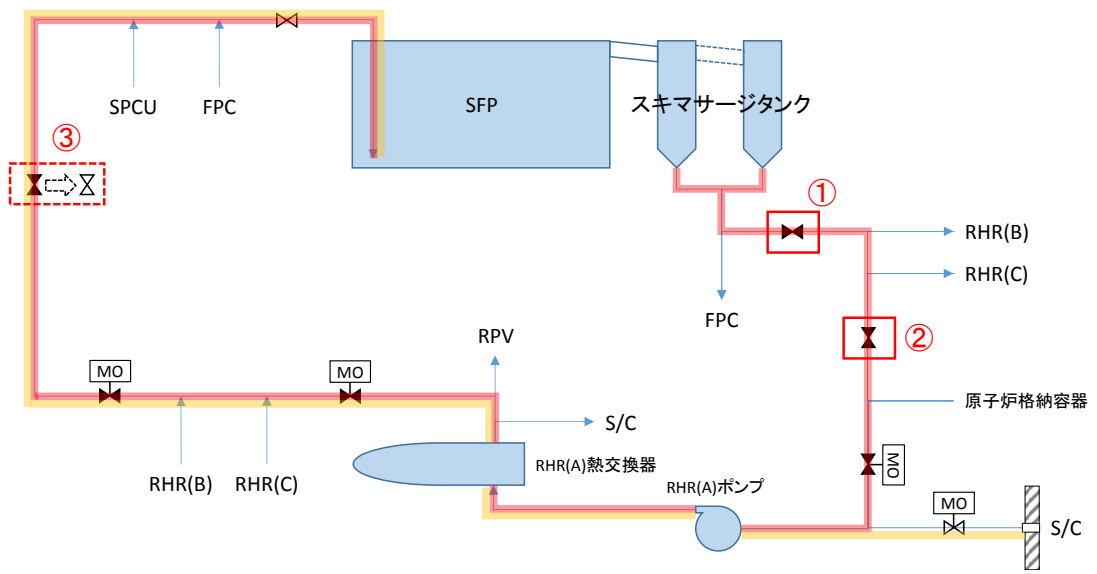 SPCU
FPC
SFP
スキマサージタンク
③
①
RHR(B)
RHR(C)
FPC
②
RPV
MO
MO
原子炉格納容器
S/C
RHR(A)熱交換器
MO
RHR(B)
RHR(C)
RHR(A)ポンプ
MO
S/C